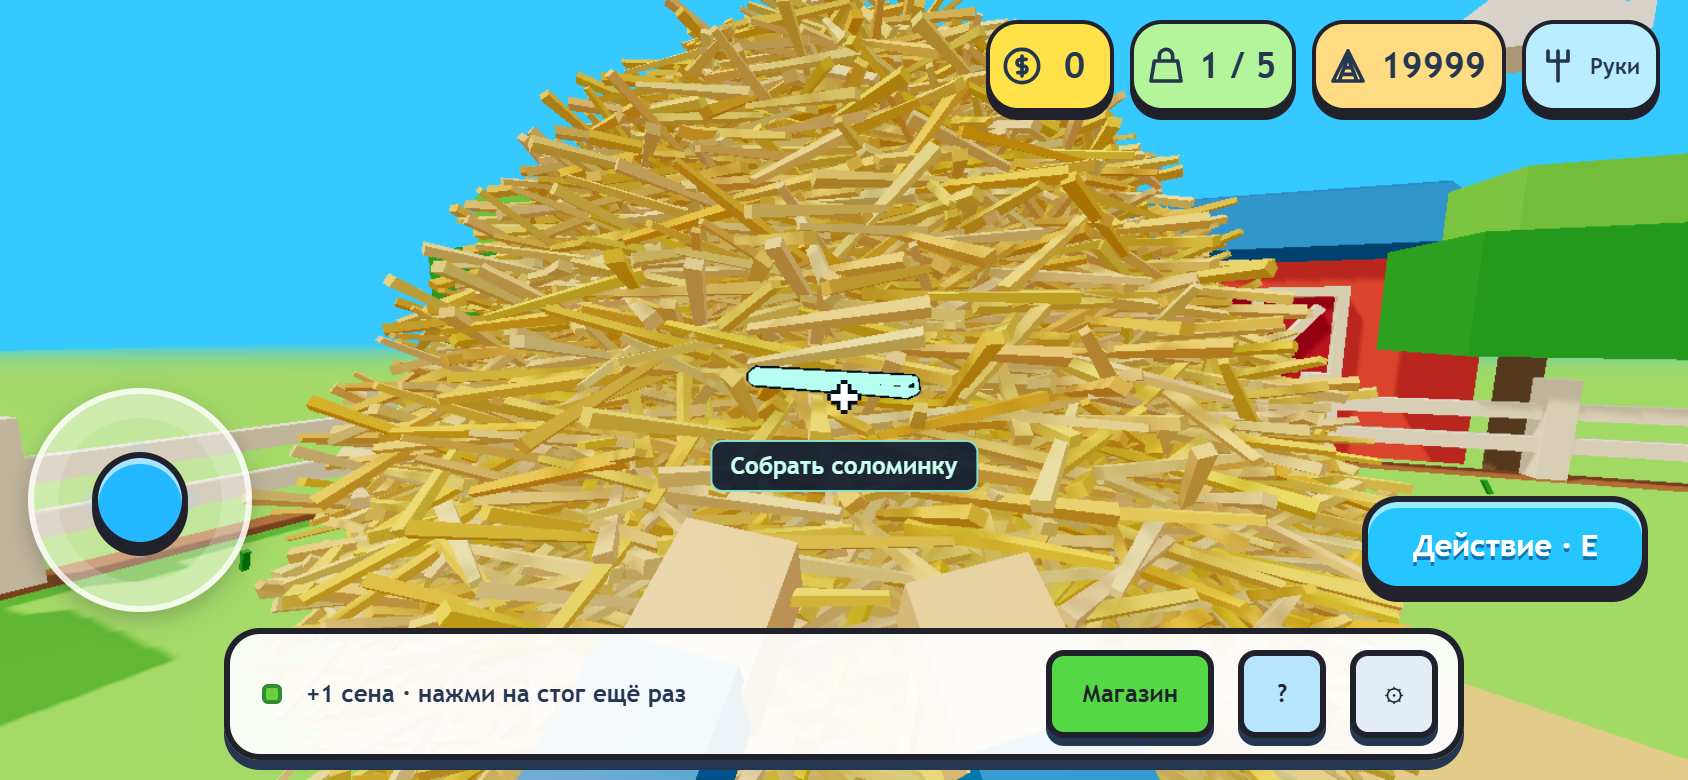 0
1 / 5
19999
Руки
Собрать соломинку
Действие · E
+1 сена · нажми на стог ещё раз
Магазин
?